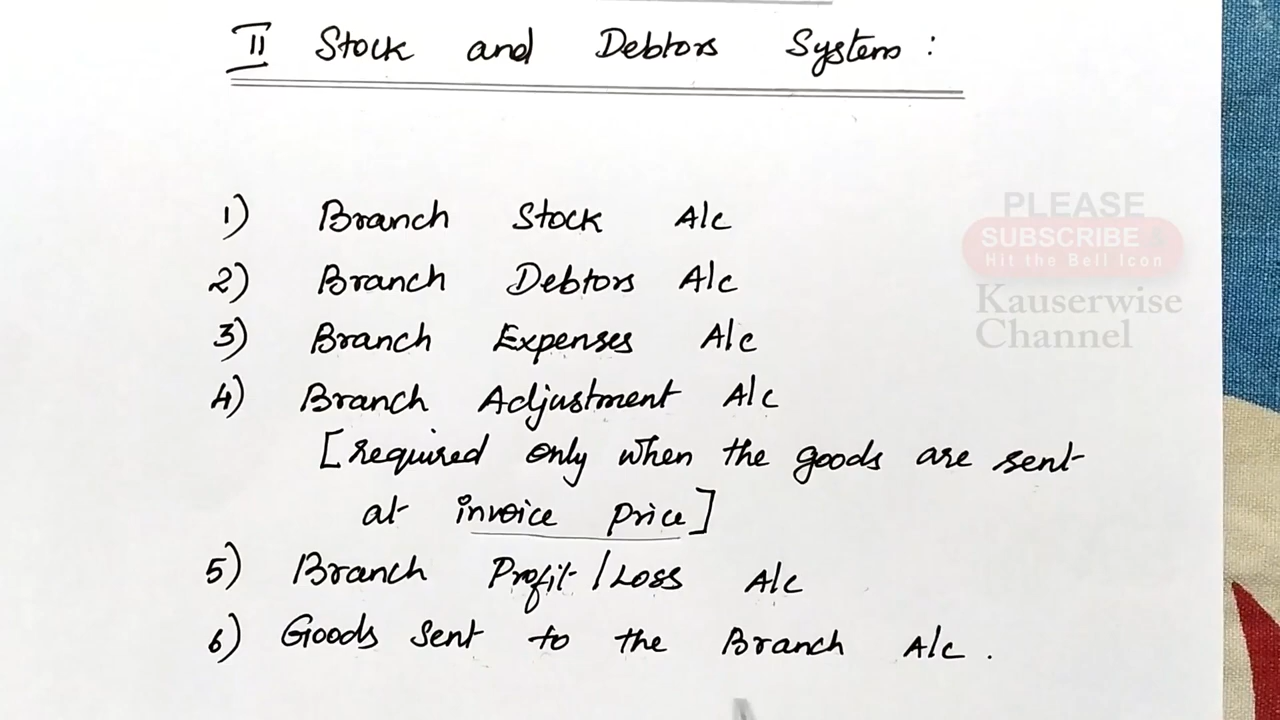 II Stock and Debtors System :
1) Branch Stock A/c
2) Branch Debtors A/c
3) Branch Expenses A/c
4) Branch Adjustment A/c
[required only when the goods are sent
at invoice price]
5) Branch Profit / Loss A/c
6) Goods sent to the Branch A/c .
PLEASE
SUBSCRIBE &
Hit the Bell Icon
Kauserwise
Channel